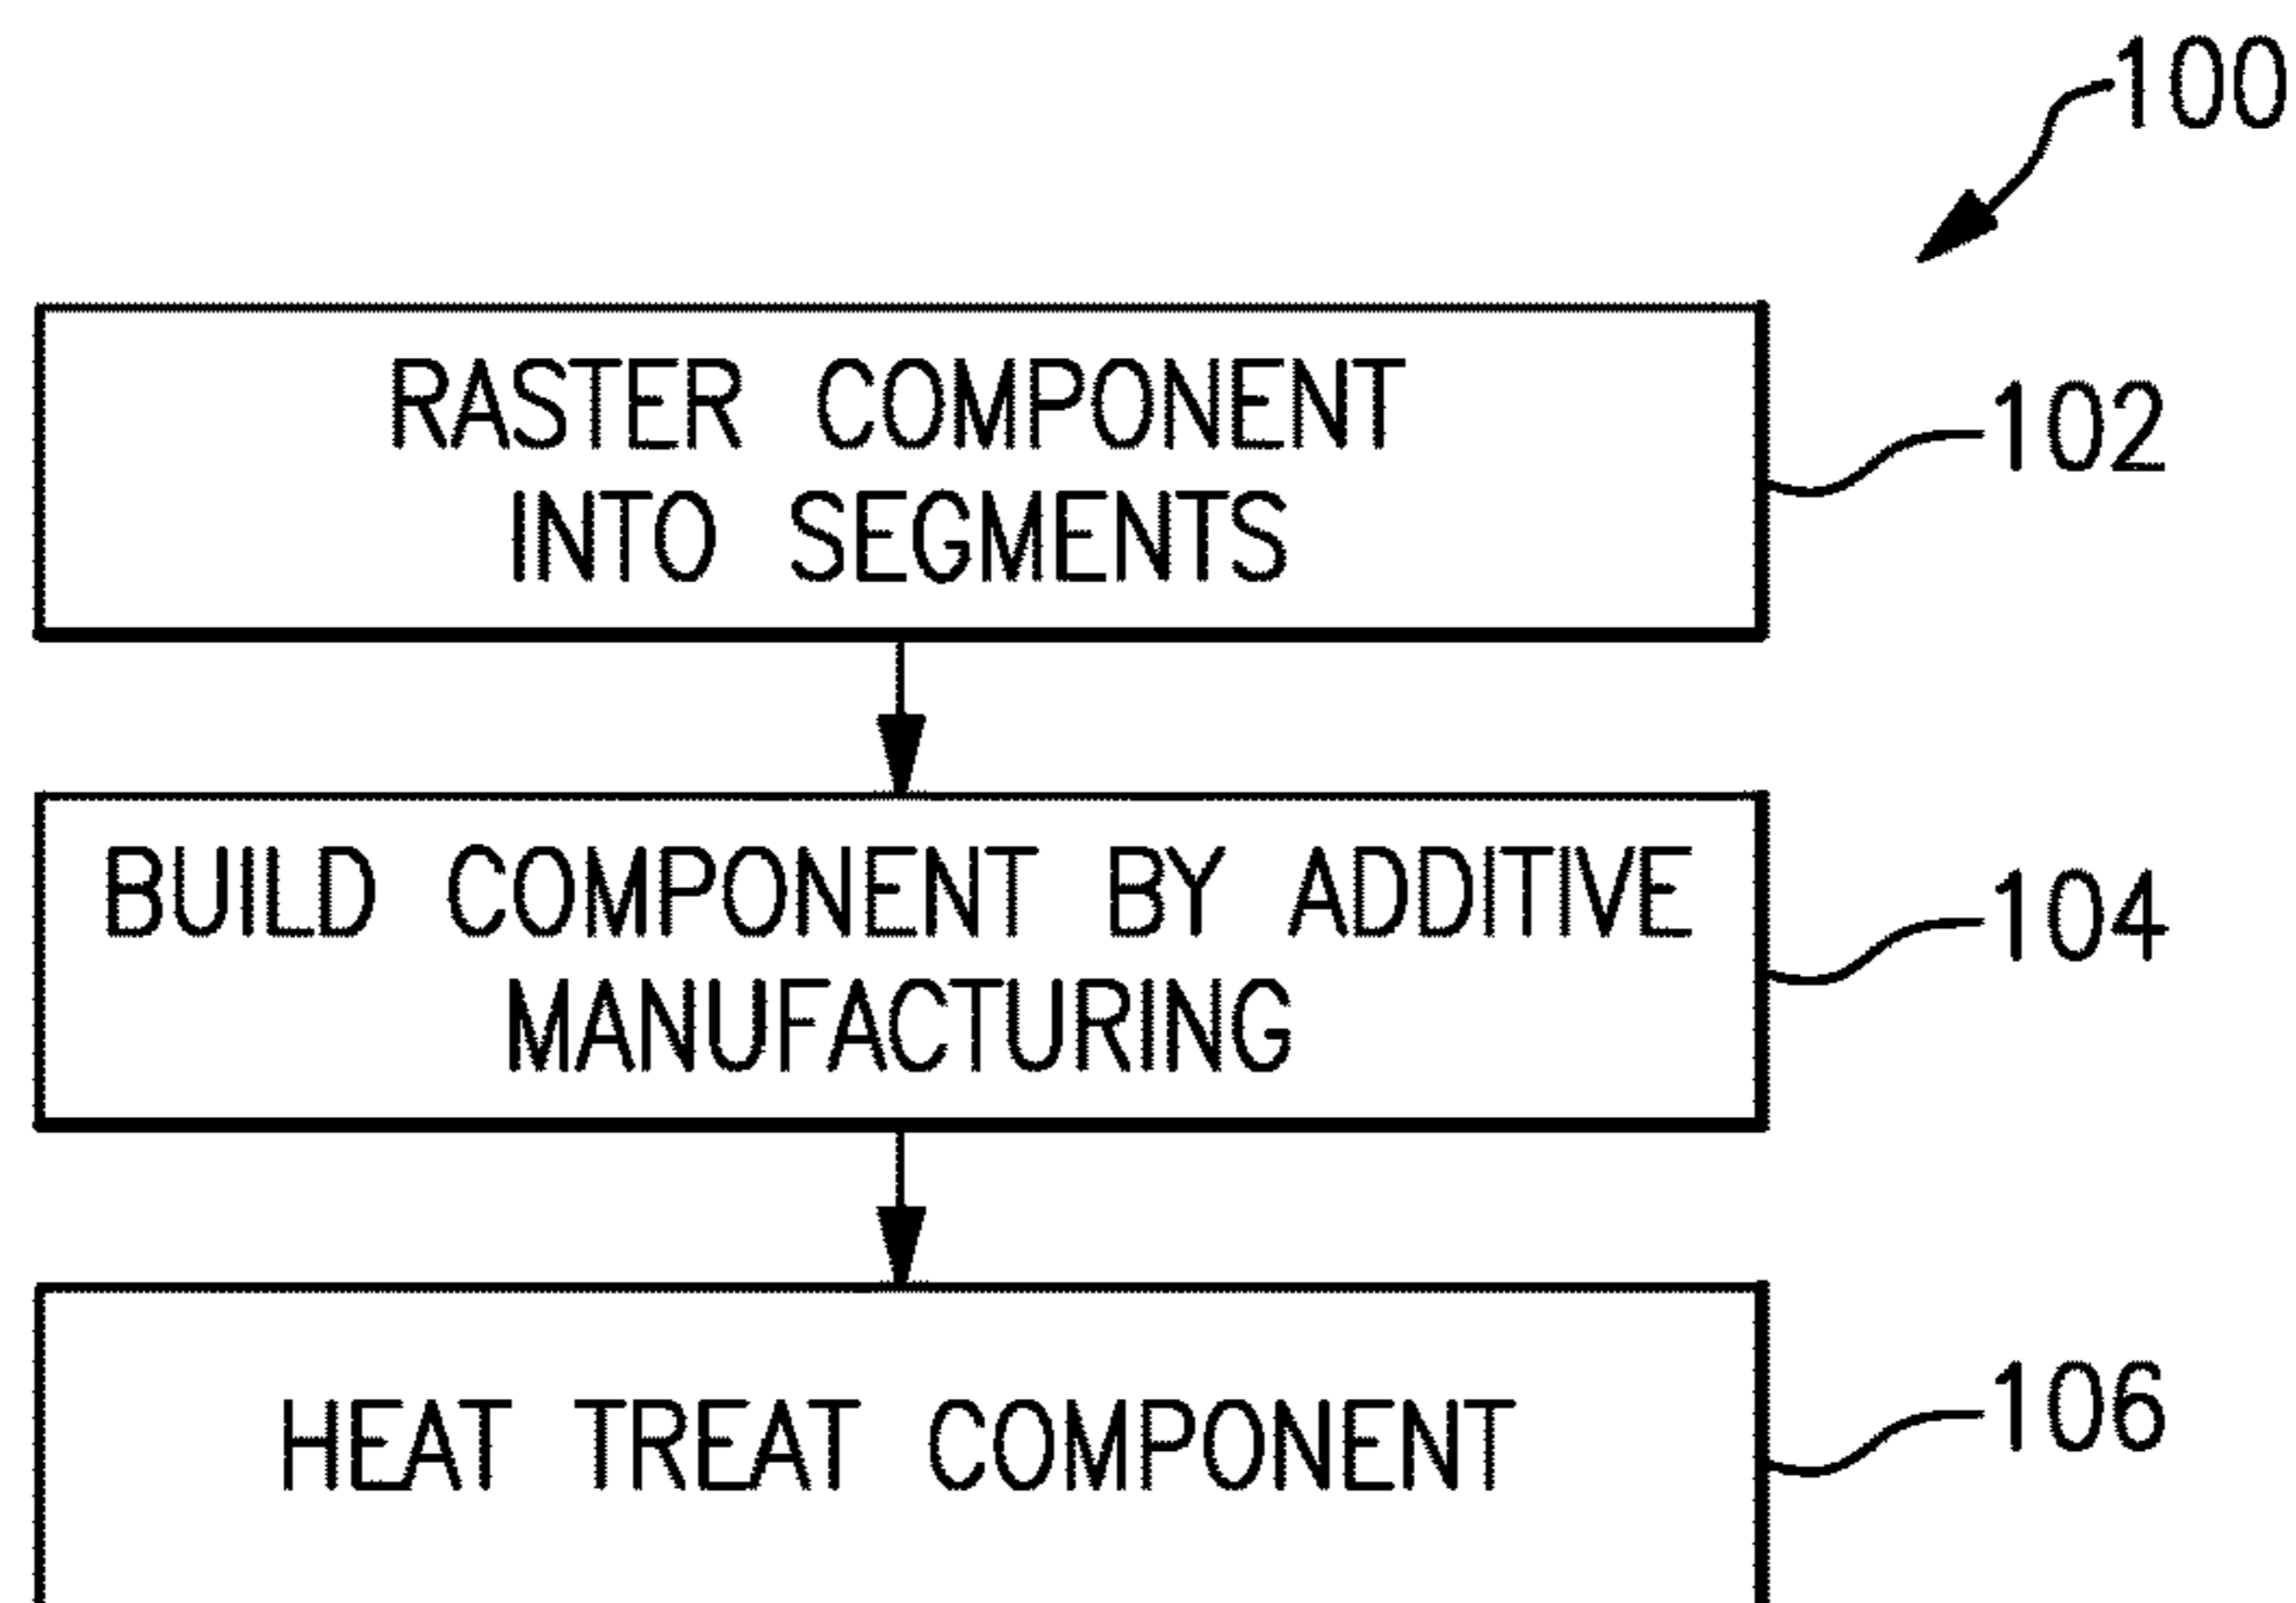 100
RASTER COMPONENT
INTO SEGMENTS
102
BUILD COMPONENT BY ADDITIVE
MANUFACTURING
104
HEAT TREAT COMPONENT
106